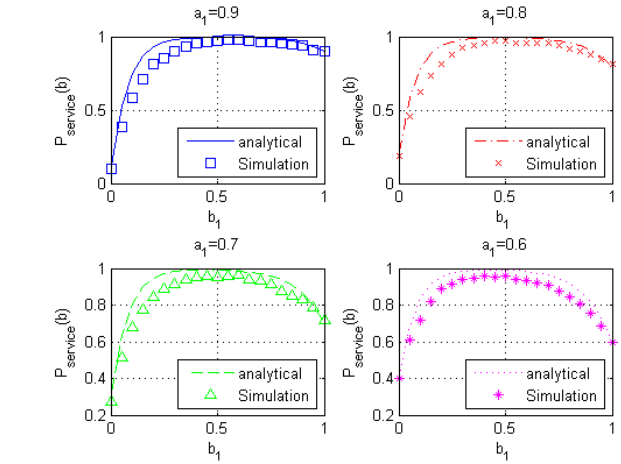 a1=0.9
1
0.5
0
Pservice(b)
analytical
Simulation
0 0.5 1
b1
a1=0.8
1
0.5
0
Pservice(b)
analytical
Simulation
0 0.5 1
b1
a1=0.7
1
0.8
0.6
0.4
0.2
Pservice(b)
analytical
Simulation
0 0.5 1
b1
a1=0.6
1
0.8
0.6
0.4
0.2
Pservice(b)
analytical
Simulation
0 0.5 1
b1